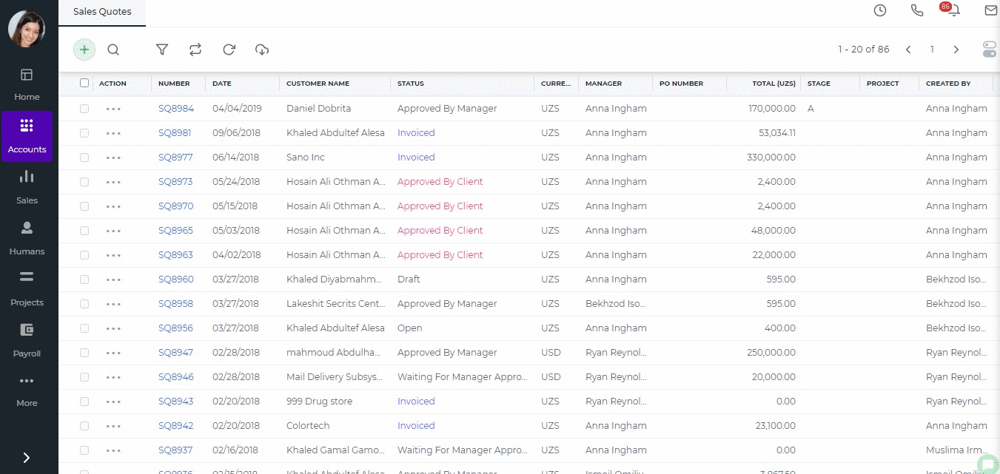 Sales Quotes
86
1 - 20 of 86 1
Home
Accounts
Sales
Humans
Projects
Payroll
More
ACTION NUMBER DATE CUSTOMER NAME STATUS CURRE... MANAGER PO NUMBER TOTAL (UZS) STAGE PROJECT CREATED BY
SQ8984 04/04/2019 Daniel Dobrita Approved By Manager UZS Anna Ingham 170,000.00 A Anna Ingham
SQ8981 09/06/2018 Khaled Abdultef Alesa Invoiced UZS Anna Ingham 53,034.11 Anna Ingham
SQ8977 06/14/2018 Sano Inc Invoiced UZS Anna Ingham 330,000.00 Anna Ingham
SQ8973 05/24/2018 Hosain Ali Othman A... Approved By Client UZS Anna Ingham 2,400.00 Anna Ingham
SQ8970 05/15/2018 Hosain Ali Othman A... Approved By Client UZS Anna Ingham 2,400.00 Anna Ingham
SQ8965 05/03/2018 Hosain Ali Othman A... Approved By Client UZS Anna Ingham 48,000.00 Anna Ingham
SQ8963 04/02/2018 Hosain Ali Othman A... Approved By Client UZS Anna Ingham 22,000.00 Anna Ingham
SQ8960 03/27/2018 Khaled Diyabmahm... Draft UZS Anna Ingham 595.00 Bekhzod Iso...
SQ8958 03/27/2018 Lakeshit Secrits Cent... Approved By Manager UZS Bekhzod Iso... 595.00 Bekhzod Iso...
SQ8956 03/27/2018 Khaled Abdultef Alesa Open UZS Anna Ingham 400.00 Bekhzod Iso...
SQ8947 02/28/2018 mahmoud Abdulha... Approved By Manager USD Ryan Reynol... 250,000.00 Ryan Reynol...
SQ8946 02/28/2018 Mail Delivery Subsys... Waiting For Manager Appro... USD Ryan Reynol... 20,000.00 Ryan Reynol...
SQ8943 02/20/2018 999 Drug store Invoiced UZS Ryan Reynol... 0.00 Ryan Reynol...
SQ8942 02/20/2018 Colortech Invoiced UZS Anna Ingham 23,100.00 Anna Ingham
SQ8937 02/16/2018 Khaled Gamal Gamo... Waiting For Manager Appro... UZS Anna Ingham 0.00 Muslima Irm...
SQ8936 02/15/2018 Khaled Abdultef Alesa Approved By Manager UZS 3,867.50